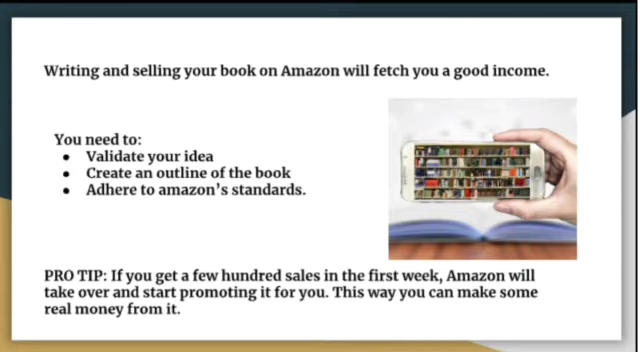 Writing and selling your book on Amazon will fetch you a good income.
You need to:
● Validate your idea
● Create an outline of the book
● Adhere to amazon's standards.
PRO TIP: If you get a few hundred sales in the first week, Amazon will
take over and start promoting it for you. This way you can make some
real money from it.